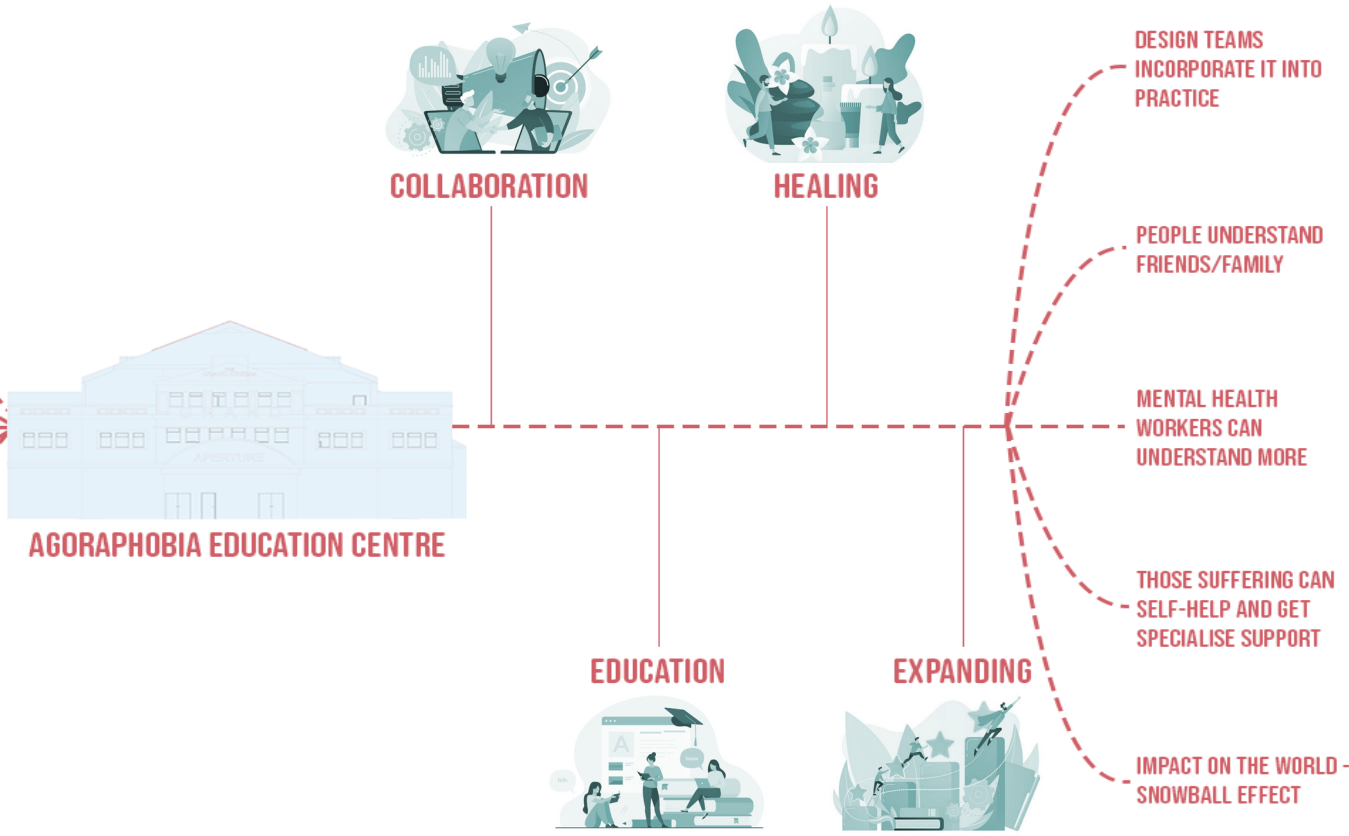 COLLABORATION
HEALING
DESIGN TEAMS
INCORPORATE IT INTO
PRACTICE
PEOPLE UNDERSTAND
FRIENDS/FAMILY
MENTAL HEALTH
WORKERS CAN
UNDERSTAND MORE
APERTURE
AGORAPHOBIA EDUCATION CENTRE
THOSE SUFFERING CAN
SELF-HELP AND GET
SPECIALISE SUPPORT
EDUCATION
EXPANDING
A
IMPACT ON THE WORLD -
SNOWBALL EFFECT